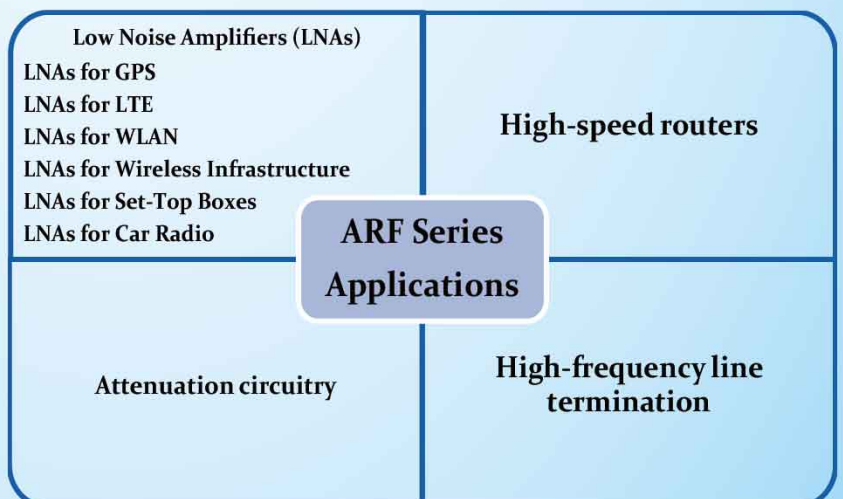 Low Noise Amplifiers (LNAs)
LNAs for GPS
LNAs for LTE
LNAs for WLAN
LNAs for Wireless Infrastructure
LNAs for Set-Top Boxes
LNAs for Car Radio
High-speed routers
ARF Series
Applications
Attenuation circuitry
High-frequency line
termination